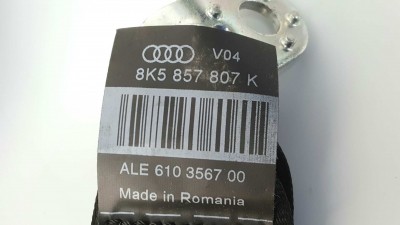 V04
8K5 857 807 K
ALE 610 3567 00
Made in Romania